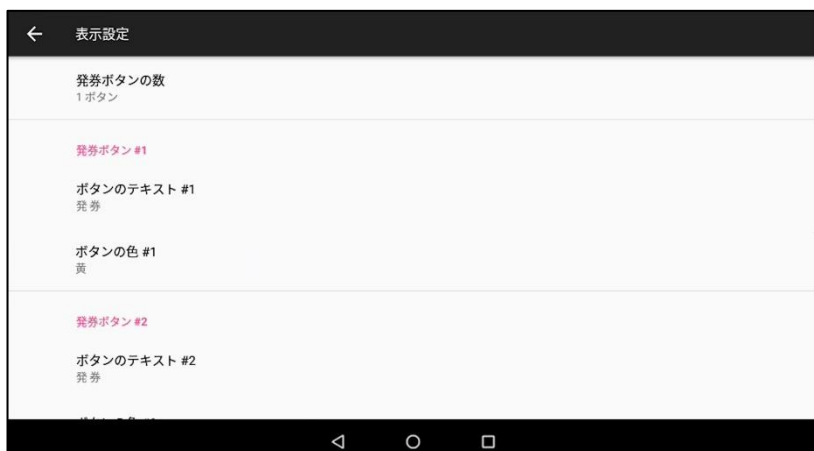 表示設定
発券ボタンの数
1 ボタン
発券ボタン #1
ボタンのテキスト #1
発券
ボタンの色 #1
黄
発券ボタン #2
ボタンのテキスト #2
発券